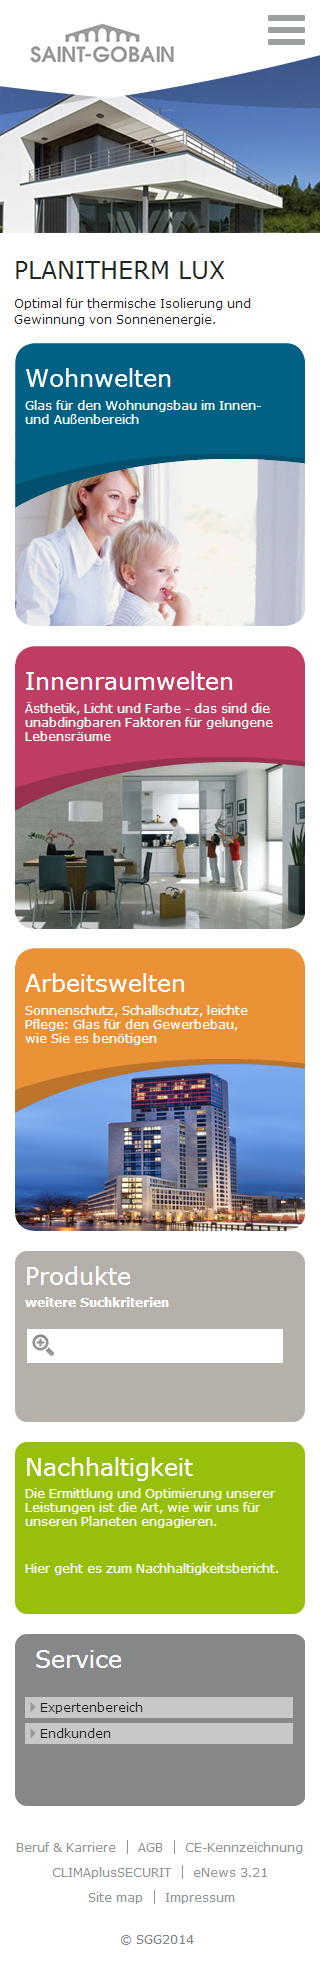 SAINT-GOBAIN
PLANITHERM LUX
Optimal für thermische Isolierung und
Gewinnung von Sonnenenergie.
Wohnwelten
Glas für den Wohnungsbau im Innen-
und Außenbereich
Innenraumwelten
Ästhetik, Licht und Farbe - das sind die
unabdingbaren Faktoren für gelungene
Lebensräume
Arbeitswelten
Sonnenschutz, Schallschutz, leichte
Pflege: Glas für den Gewerbebau,
wie Sie es benötigen
Produkte
weitere Suchkriterien
Nachhaltigkeit
Die Ermittlung und Optimierung unserer
Leistungen ist die Art, wie wir uns für
unseren Planeten engagieren.
Hier geht es zum Nachhaltigkeitsbericht.
Service
Expertenbereich
Endkunden
Beruf & Karriere | AGB | CE-Kennzeichnung
CLIMAplusSECURIT | eNews 3.21
Site map | Impressum
© SGG2014